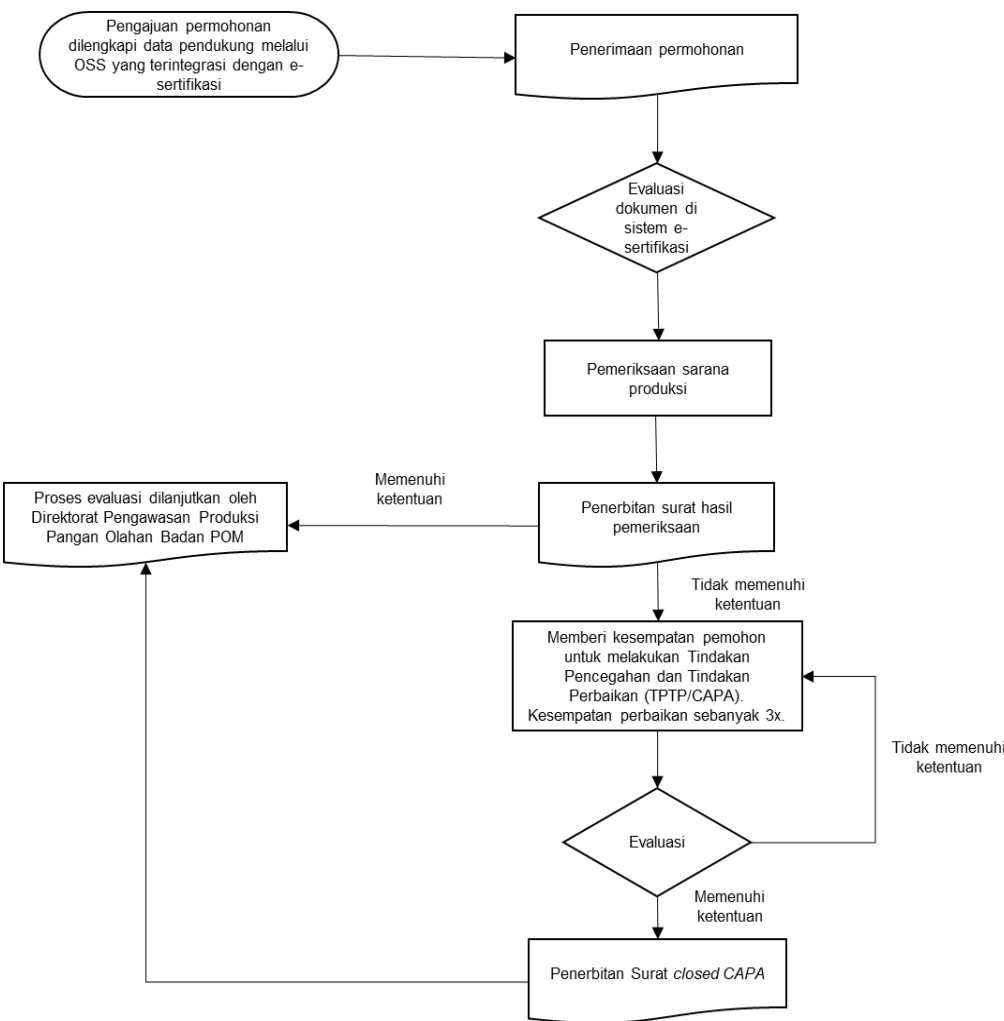 Pengajuan permohonan
dilengkapi data pendukung melalui
OSS yang terintegrasi dengan e-
sertifikasi
Penerimaan permohonan
Evaluasi
dokumen di
sistem e-
sertifikasi
Pemeriksaan sarana
produksi
Memenuhi
ketentuan
Proses evaluasi dilanjutkan oleh
Direktorat Pengawasan Produksi
Pangan Olahan Badan POM
Penerbitan surat hasil
pemeriksaan
Tidak memenuhi
ketentuan
Memberi kesempatan pemohon
untuk melakukan Tindakan
Pencegahan dan Tindakan
Perbaikan (TPTP/CAPA).
Kesempatan perbaikan sebanyak 3x.
Tidak memenuhi
ketentuan
Evaluasi
Memenuhi
ketentuan
Penerbitan Surat closed CAPA